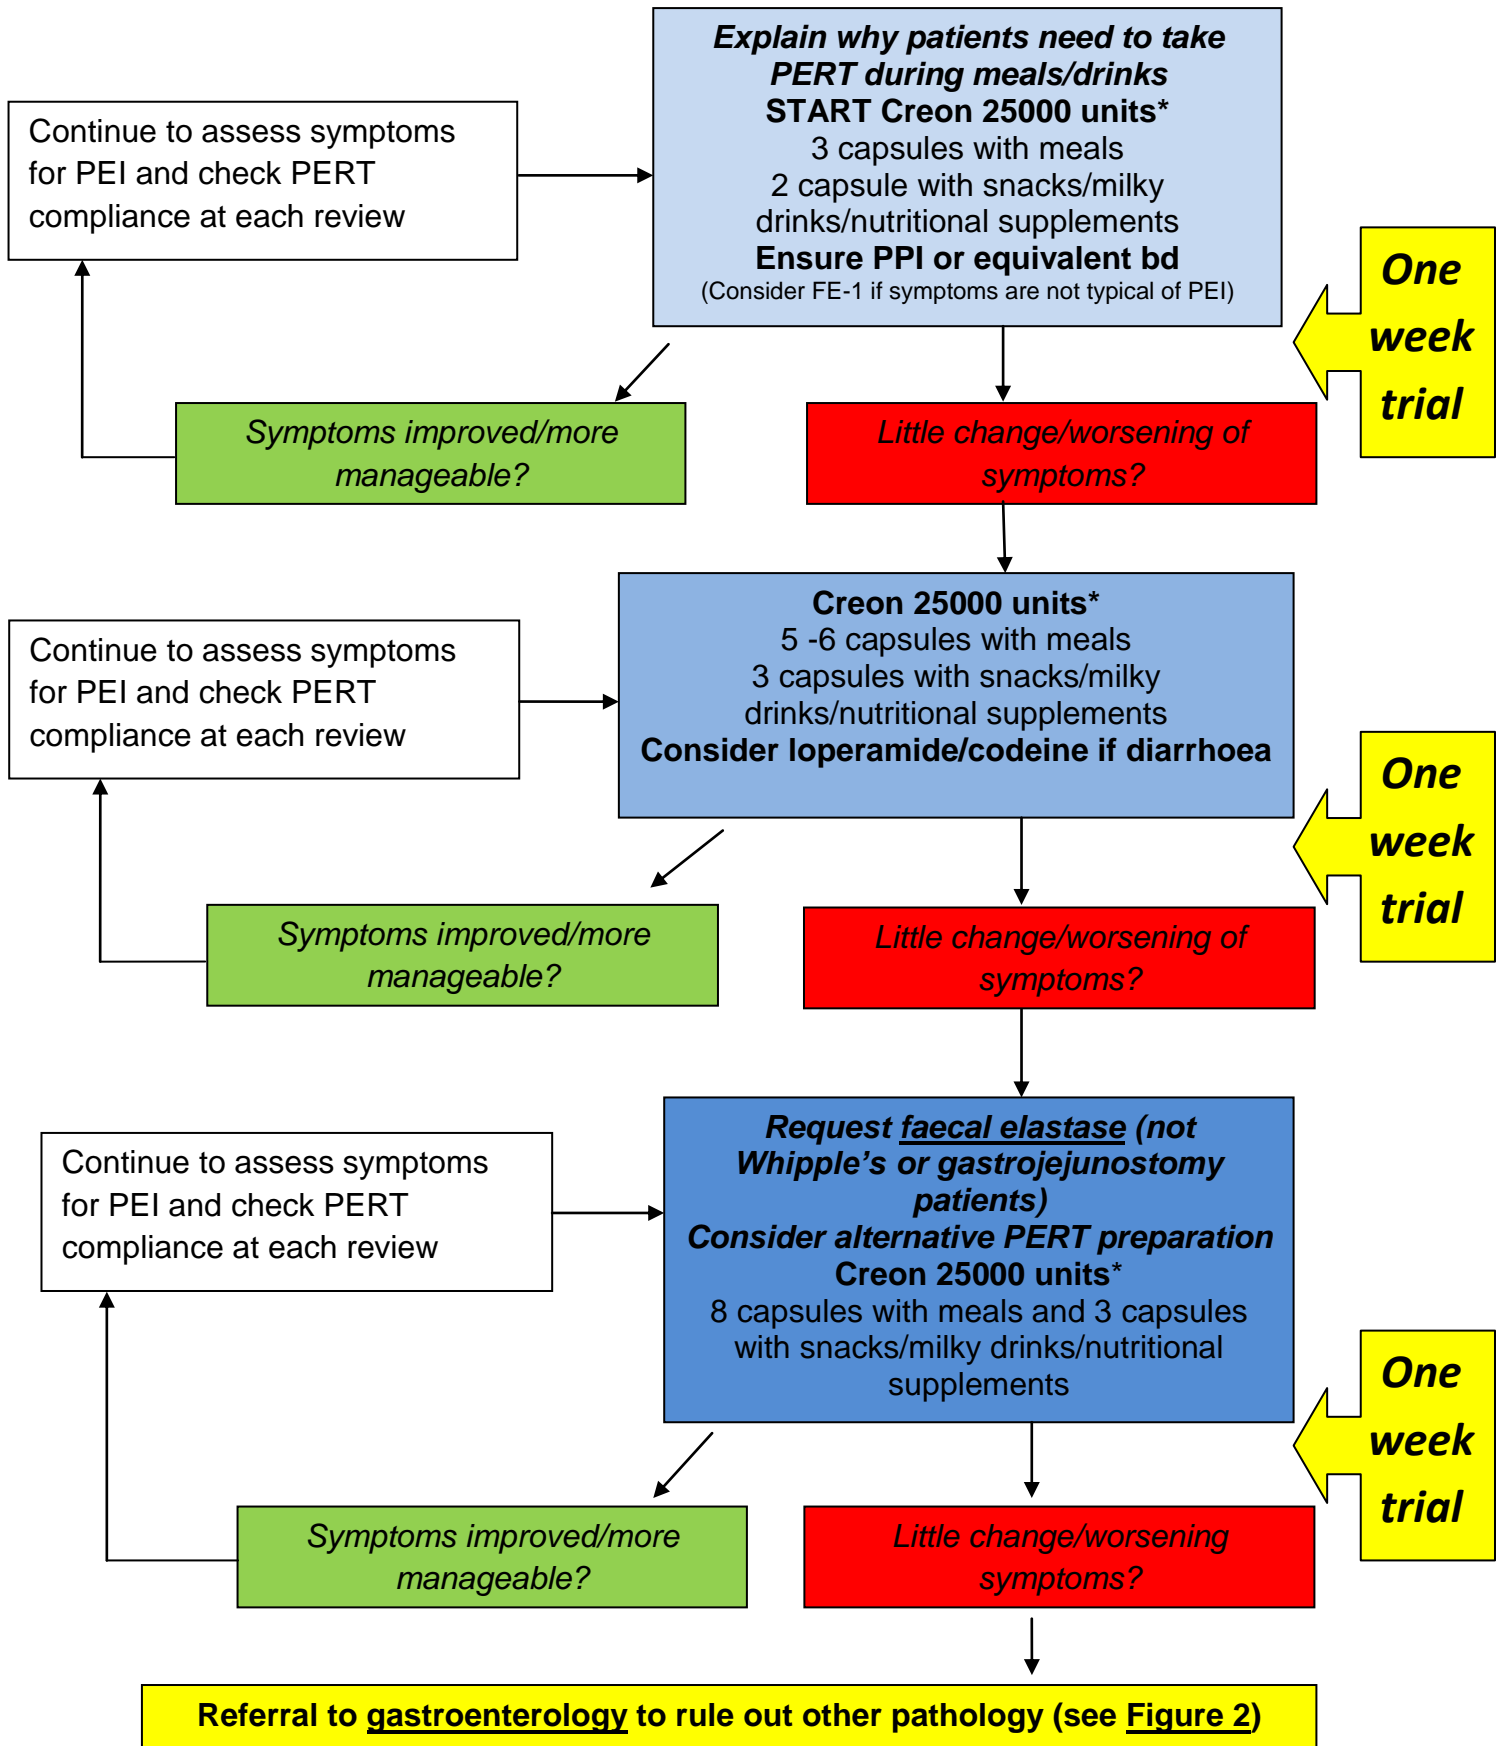 Explain why patients need to take
PERT during meals/drinks
START Creon 25000 units*
3 capsules with meals
2 capsule with snacks/milky
drinks/nutritional supplements
Ensure PPI or equivalent bd
(Consider FE-1 if symptoms are not typical of PEI)
Continue to assess symptoms
for PEI and check PERT
compliance at each review
One
week
trial
Symptoms improved/more
manageable?
Little change/worsening of
symptoms?
Creon 25000 units*
5 -6 capsules with meals
3 capsules with snacks/milky
drinks/nutritional supplements
Consider loperamide/codeine if diarrhoea
Continue to assess symptoms
for PEI and check PERT
compliance at each review
One
week
trial
Symptoms improved/more
manageable?
Little change/worsening of
symptoms?
Request faecal elastase (not
Whipple's or gastrojejunostomy
patients)
Consider alternative PERT preparation
Creon 25000 units*
8 capsules with meals and 3 capsules
with snacks/milky drinks/nutritional
supplements
Continue to assess symptoms
for PEI and check PERT
compliance at each review
One
week
trial
Symptoms improved/more
manageable?
Little change/worsening
symptoms?
Referral to gastroenterology to rule out other pathology (see Figure 2)